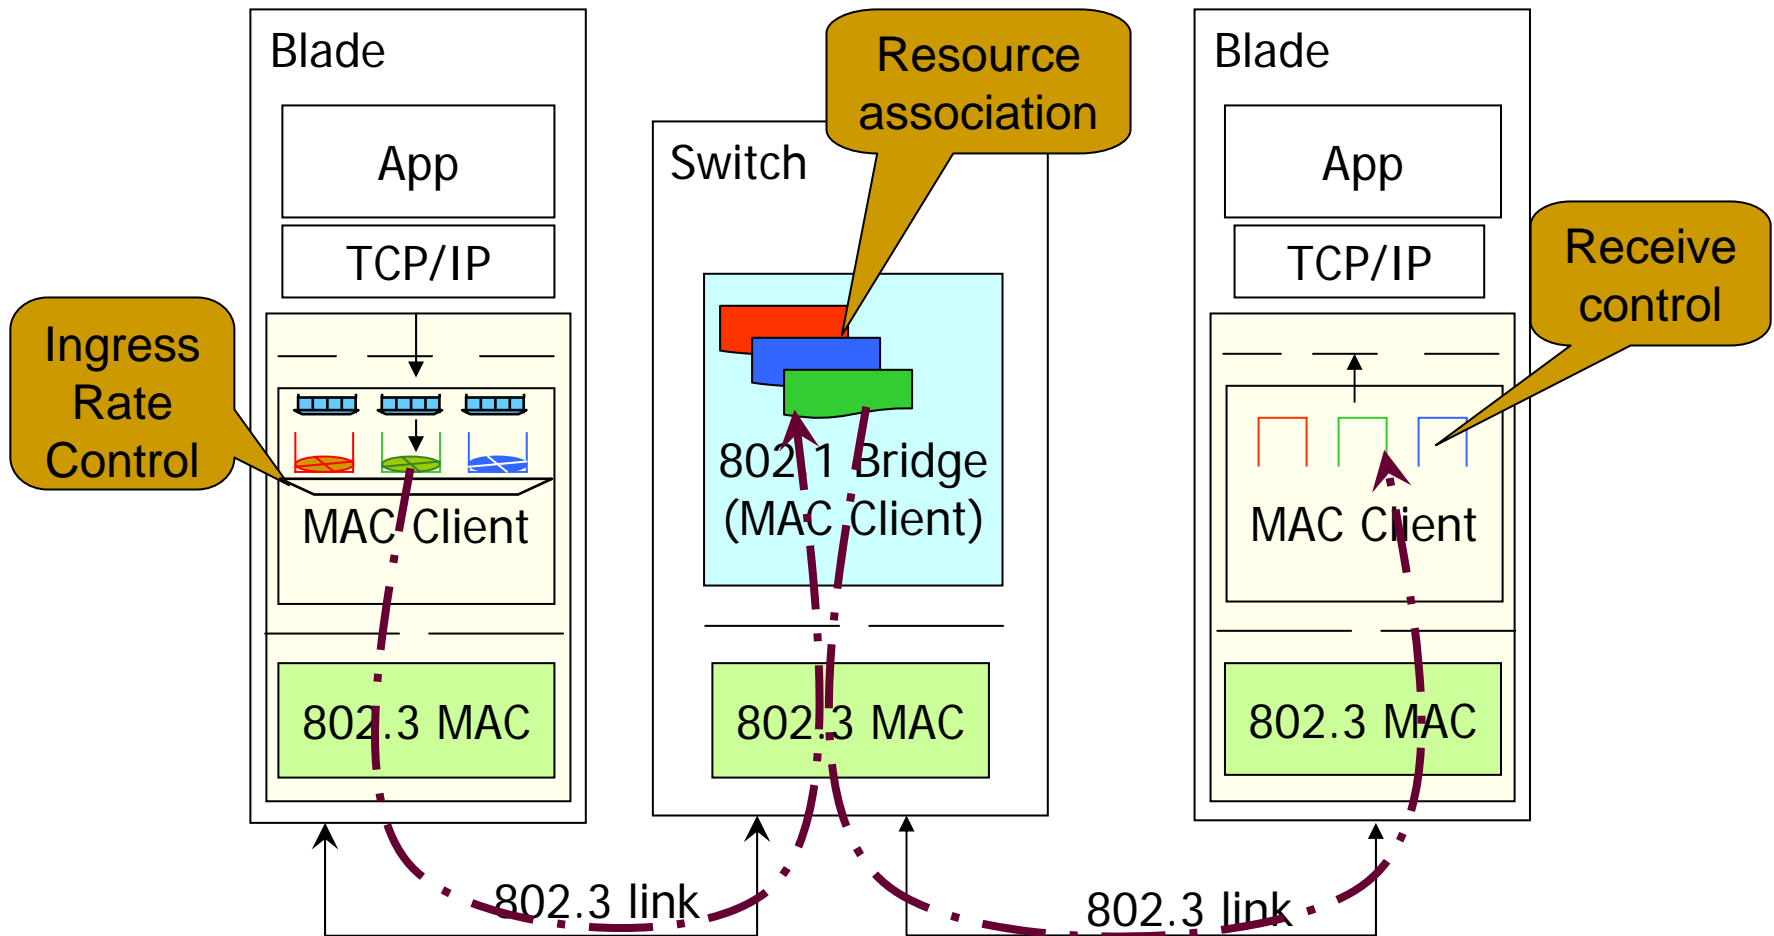 Blade
App
TCP/IP
Ingress
Rate
Control
MAC Client
802.3 MAC
802.3 link
Switch
Resource
association
802.1 Bridge
(MAC Client)
802.3 MAC
802.3 link
Blade
App
TCP/IP
Receive
control
MAC Client
802.3 MAC